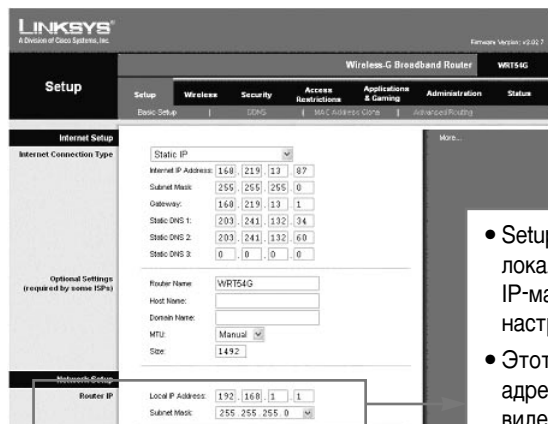 LINKSYS®
A Division of Cisco Systems, Inc.
Firmware Version: v2.02.7
Wireless-G Broadband Router WRT54G
Setup
Setup Wireless Security Access Restrictions Applications & Gaming Administration Status
Basic Setup | DDNS | MAC Address Clone | Advanced Routing
Internet Setup
More...
Internet Connection Type
Static IP
Internet IP Address: 168 . 219 . 13 . 87
Subnet Mask: 255 . 255 . 255 . 0
Gateway: 168 . 219 . 13 . 1
Static DNS 1: 203 . 241 . 132 . 34
Static DNS 2: 203 . 241 . 132 . 60
Static DNS 3: 0 . 0 . 0 . 0
Optional Settings
(required by some ISPs)
Router Name: WRT54G
Host Name:
Domain Name:
MTU: Manual
Size: 1492
Network Setup
Router IP
Local IP Address: 192 . 168 . 1 . 1
Subnet Mask: 255.255.255.0
• Setup
лока
IP-ма
настр
• Этот
адре
виде